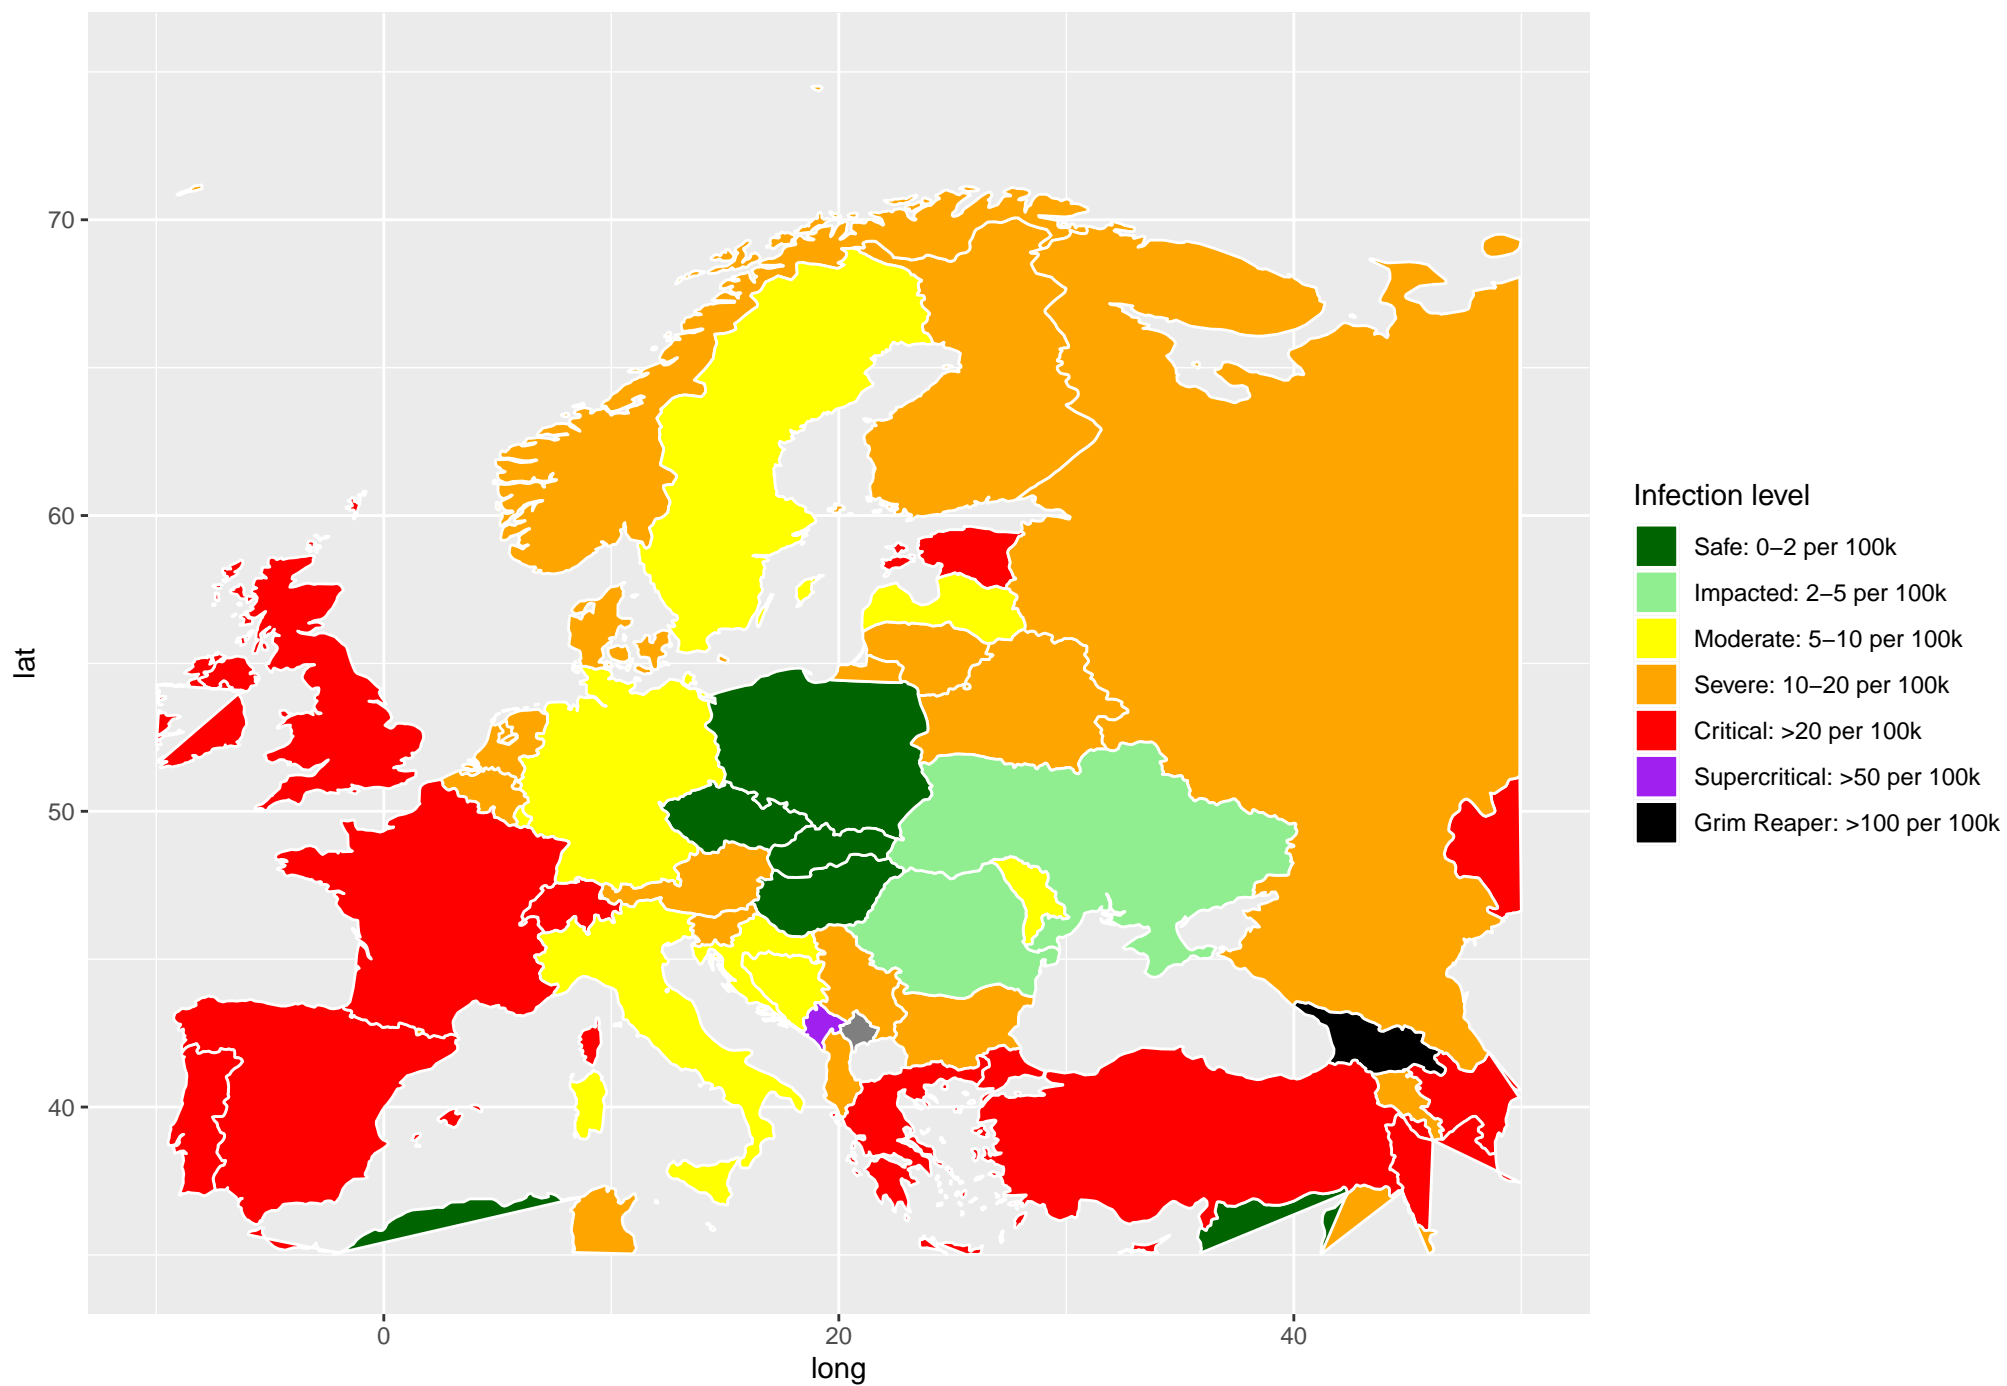 70
60
50
40
lat
0
20
40
long
Infection level
Safe: 0−2 per 100k
Impacted: 2−5 per 100k
Moderate: 5−10 per 100k
Severe: 10−20 per 100k
Critical: >20 per 100k
Supercritical: >50 per 100k
Grim Reaper: >100 per 100k